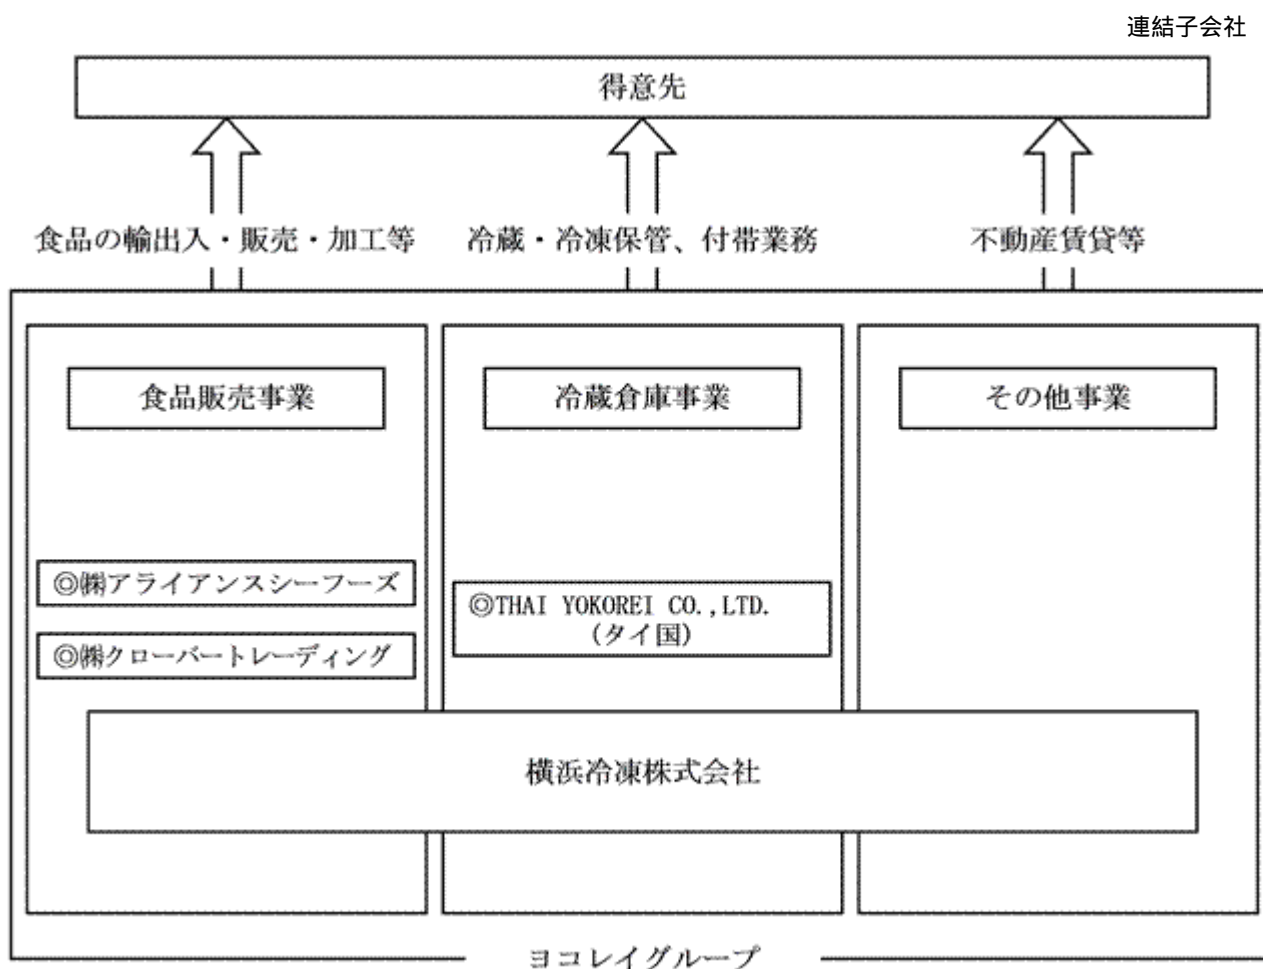 連結子会社
得意先
食品の輸出入・販売・加工等
冷蔵・冷凍保管、付帯業務
不動産賃貸等
食品販売事業
冷蔵倉庫事業
その他事業
◎㈱アライアンスシーフーズ
◎㈱クローバートレーディング
◎THAI YOKOREI CO.,LTD.
(タイ国)
横浜冷凍株式会社
ヨコレイグループ